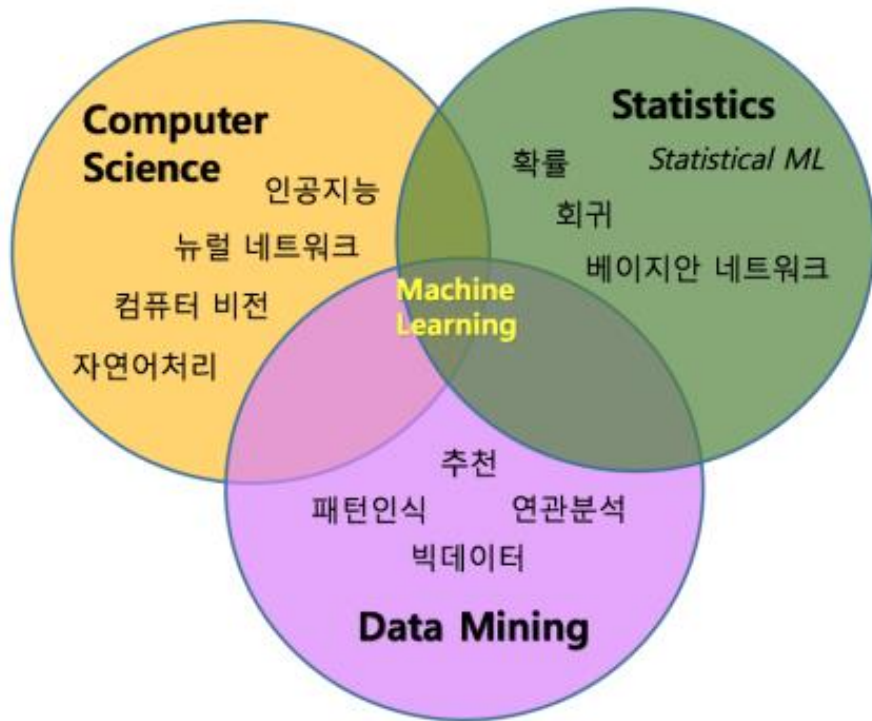 Computer
Science
인공지능
뉴럴 네트워크
컴퓨터 비전
자연어처리
Statistics
확률 Statistical ML
회귀
베이지안 네트워크
Machine
Learning
추천
패턴인식 연관분석
빅데이터
Data Mining